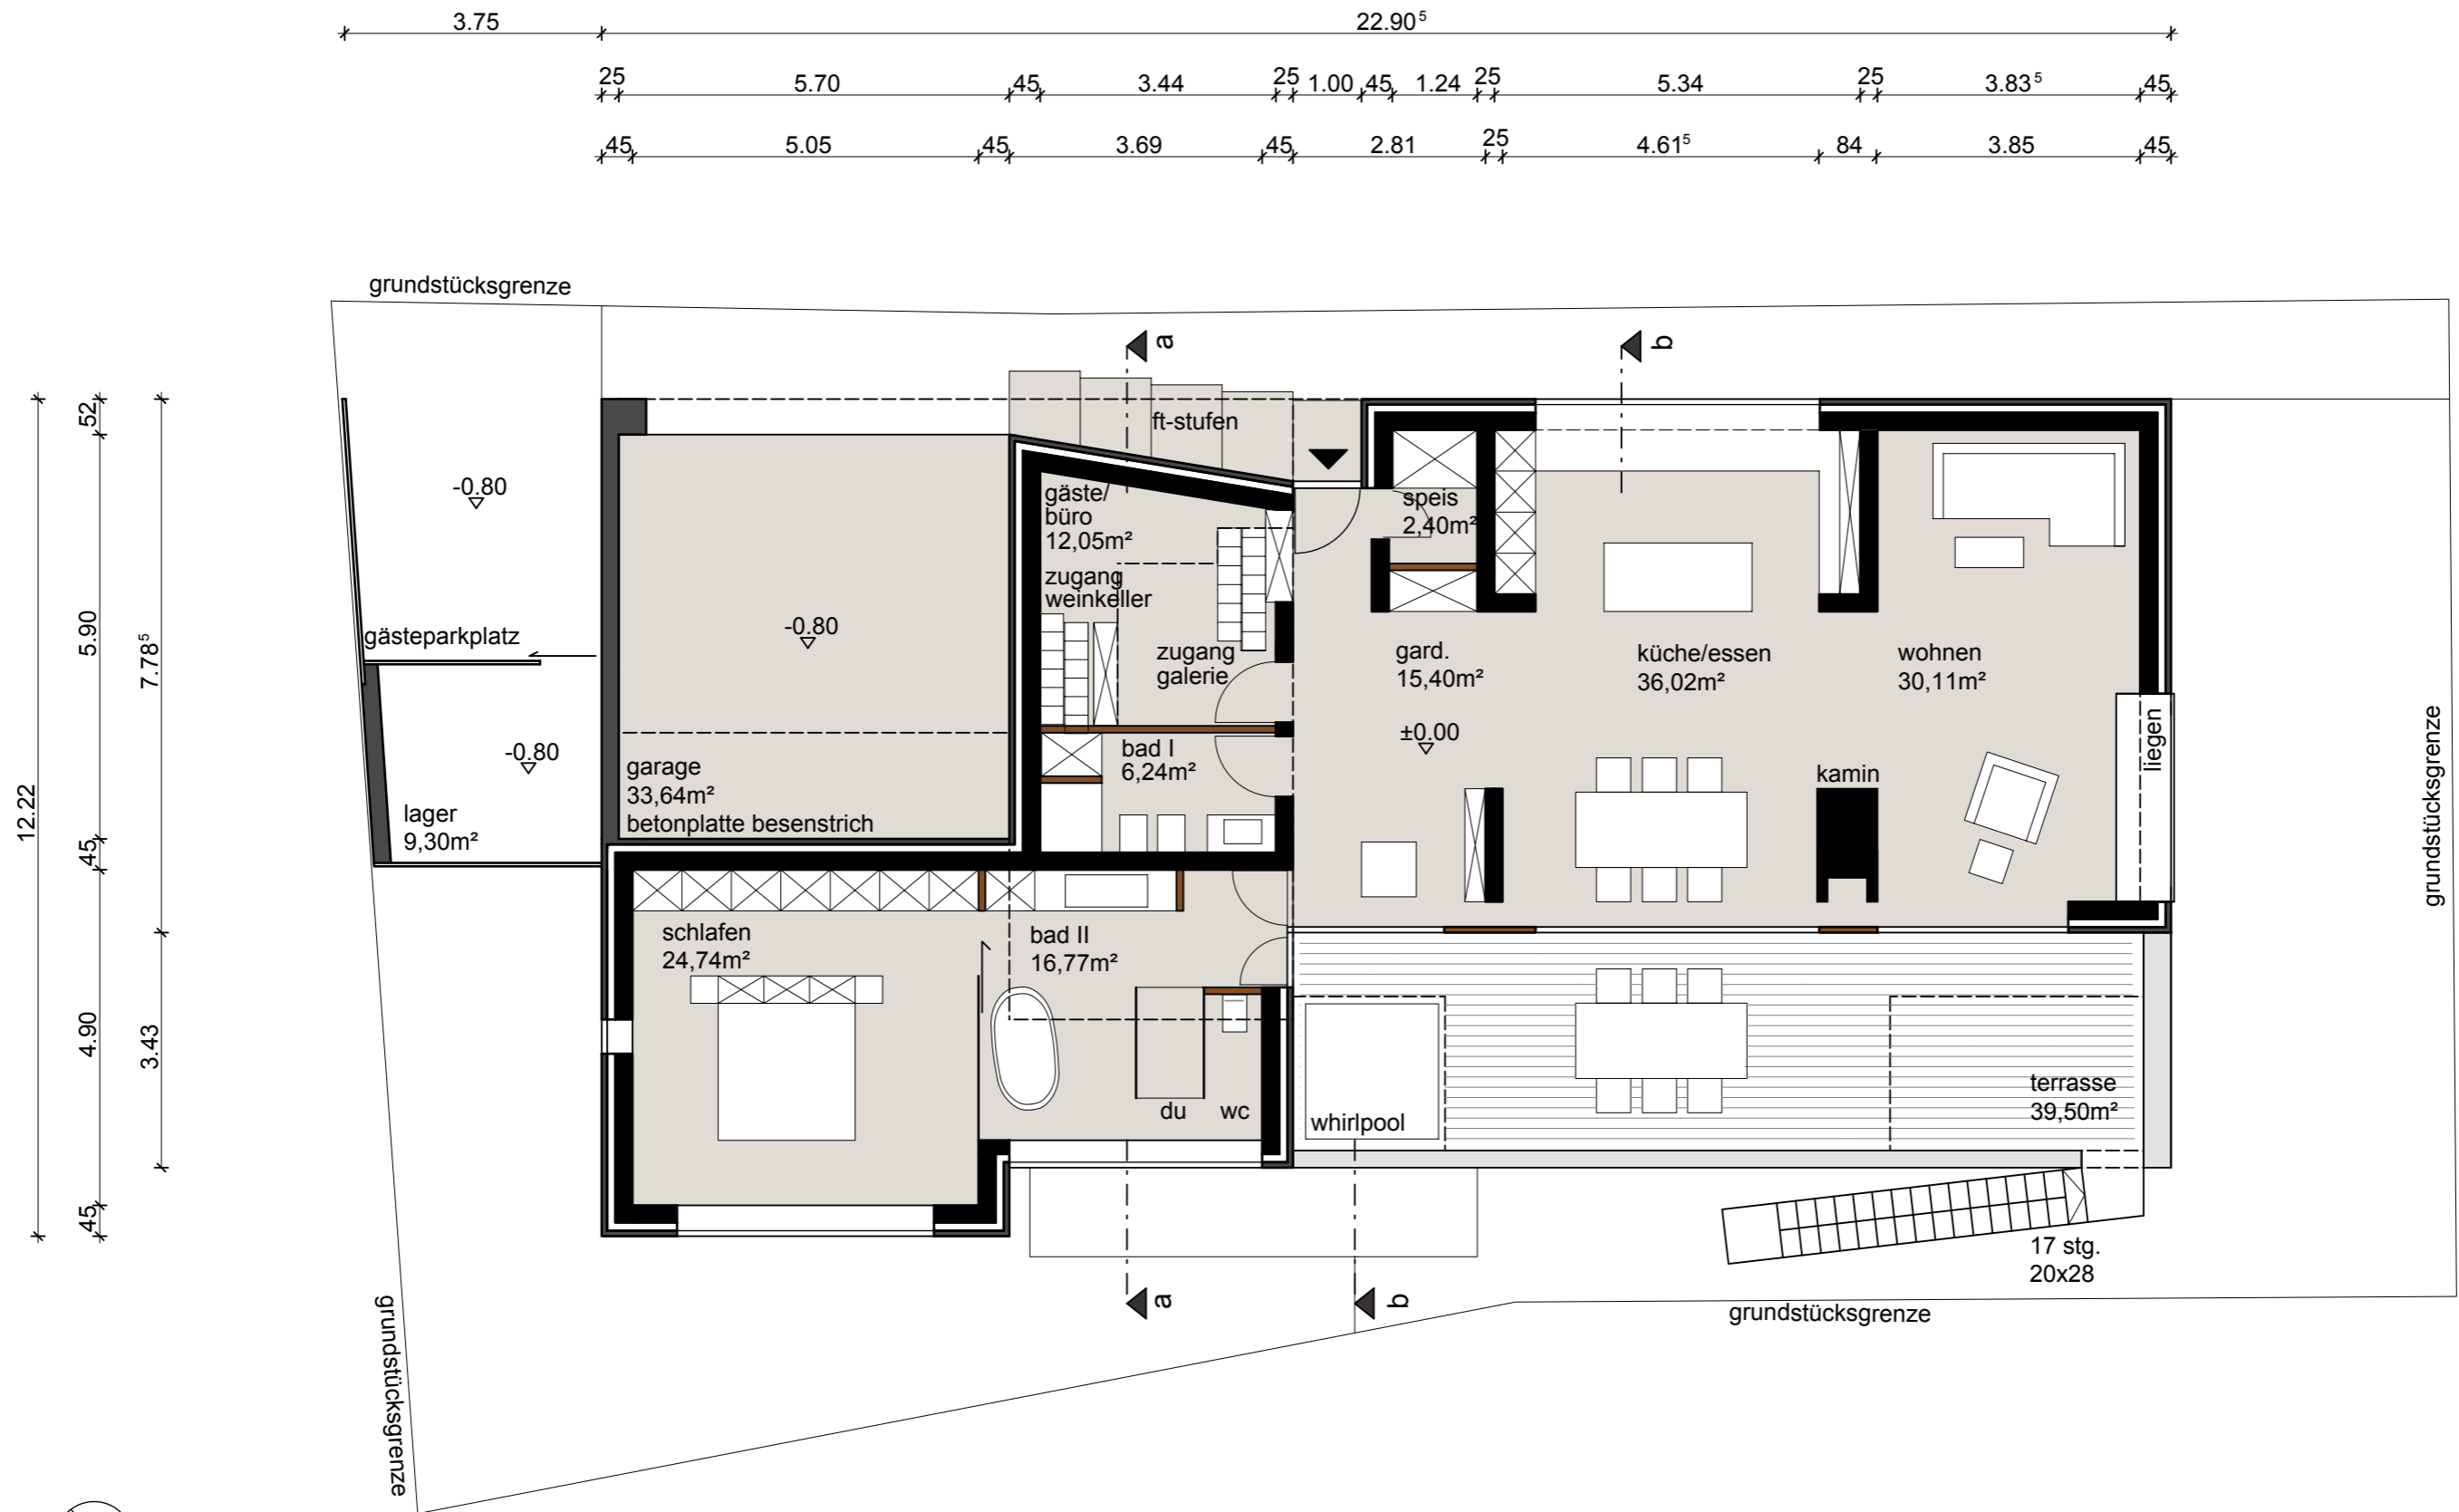 3.75 22.90⁵
25 5.70 45 3.44 25 1.00 45 1.24 25 5.34 25 3.83⁵ 45
45 5.05 45 3.69 45 2.81 25 4.61⁵ 84 3.85 45
grundstücksgrenze
a b
52
ft-stufen
-0.80
gäste/
büro
12,05m²
speis
2,40m²
zugang
weinkeller
-0.80
5.90
7.78⁵
gästeparkplatz
zugang
galerie
gard.
15,40m²
küche/essen
36,02m²
wohnen
30,11m²
±0.00
liegen
grundstücksgrenze
-0.80
bad I
6,24m²
kamin
garage
33,64m²
betonplatte besenstrich
lager
9,30m²
12.22
45
schlafen
24,74m²
bad II
16,77m²
4.90
3.43
du wc
whirlpool
terrasse
39,50m²
45
17 stg.
20x28
a b
grundstücksgrenze
grundstücksgrenze